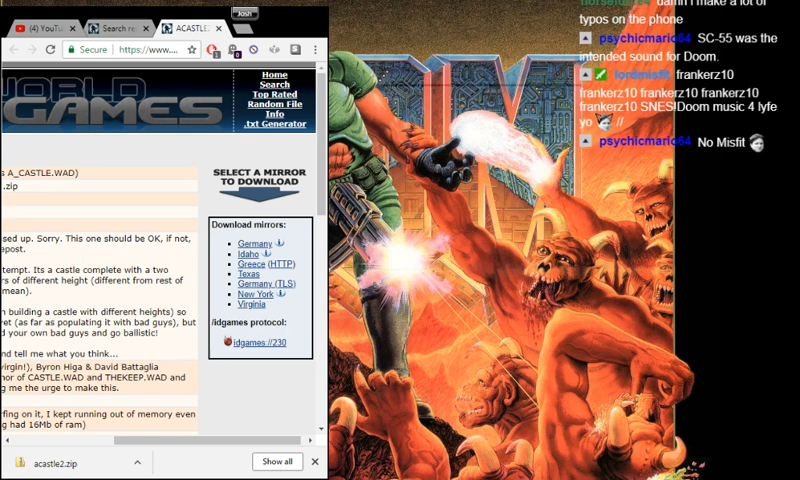 Josh
(4) YouTu
Search re
ACASTLE.
Secure
https://www....
WORLD
GAMES
Home
Search
Top Rated
Random File
Info
.txt Generator
s A_CASTLE.WAD)
.zip
SELECT A MIRROR
TO DOWNLOAD
Download mirrors:
Germany
Idaho
Greece (HTTP)
Texas
Germany (TLS)
New York
Virginia
/idgames protocol:
idgames://230
sed up. Sorry. This one should be OK, if not,
epost.
tempt. Its a castle complete with a two
rs of different height (different from rest of
mean).
n building a castle with different heights) so
vet (as far as populating it with bad guys), but
d your own bad guys and go ballistic!
nd tell me what you think...
virgin!), Byron Higa & David Battaglia
nor of CASTLE.WAD and THEKEEP.WAD and
g me the urge to make this.
rfing on it, I kept running out of memory even
g had 16Mb of ram)
acastle2.zip
Show all
damn i make a lot of
typos on the phone
psychicmario64 SC-55 was the
intended sound for Doom.
lordmisfit frankerz10
frankerz10 frankerz10 frankerz10
frankerz10 SNES!Doom music 4 lyfe
yo //
psychicmario64 No Misfit